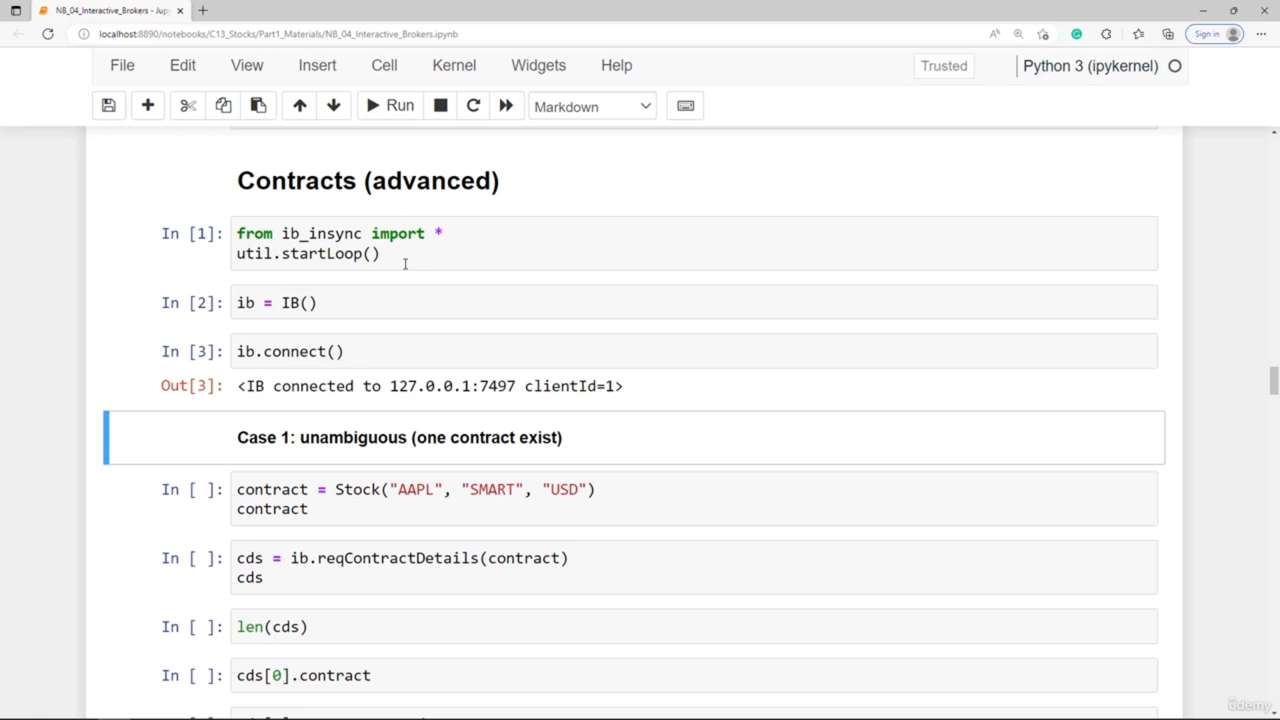 NB_04_Interactive_Brokers - Jup
localhost:8890/notebooks/C13_Stocks/Part1_Materials/NB_04_Interactive_Brokers.ipynb
Sign in
File Edit View Insert Cell Kernel Widgets Help Trusted Python 3 (ipykernel)
Run Markdown
Contracts (advanced)
In [1]: from ib_insync import *
util.startLoop()
In [2]: ib = IB()
In [3]: ib.connect()
Out[3]: <IB connected to 127.0.0.1:7497 clientId=1>
Case 1: unambiguous (one contract exist)
In [ ]: contract = Stock("AAPL", "SMART", "USD")
contract
In [ ]: cds = ib.reqContractDetails(contract)
cds
In [ ]: len(cds)
In [ ]: cds[0].contract
ûdemy